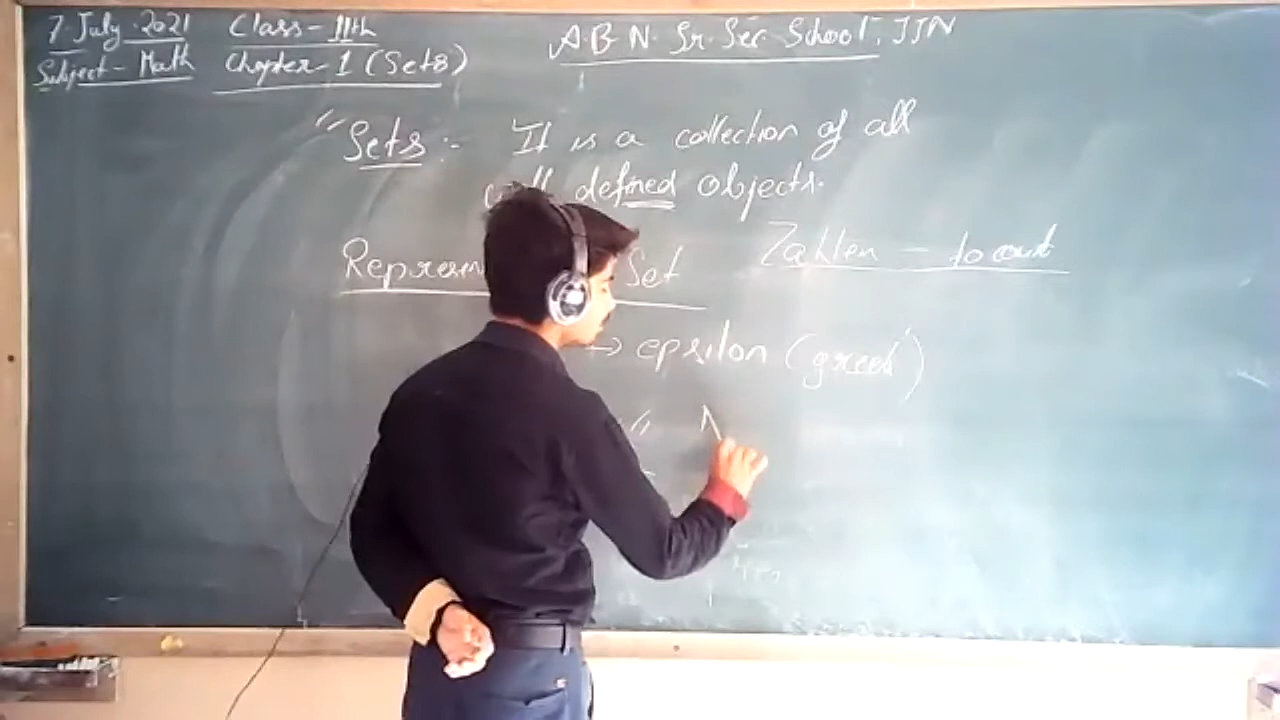 7 July 2021 Class - 11th A.B.N. Sr. Sec School, JJN
Subject - Math Chapter - 1 (Sets)
"Sets :- It is a collection of all
defined objects.
Represen Set Zahlen - to count
→ epsilon (greek)